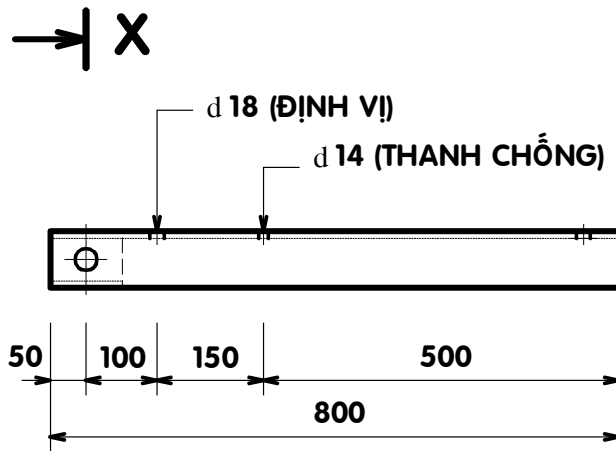 X
d 18 (ĐỊNH VỊ)
d 14 (THANH CHỐNG)
50 100 150 500
800